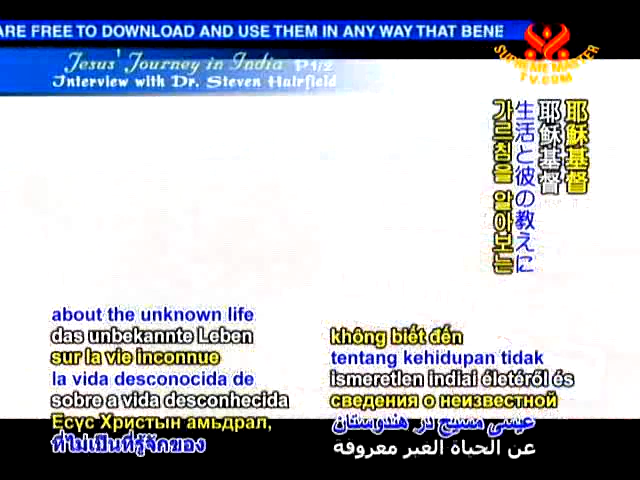 ARE FREE TO DOWNLOAD AND USE THEM IN ANY WAY THAT BENE
SUPREME MASTER
TV.COM
Jesus' Journey in India P1/2
Interview with Dr. Steven Hairfield
耶穌基督
耶稣基督
生活と彼の教えに
가르침을 알아보는
about the unknown life
das unbekannte Leben
sur la vie inconnue
la vida desconocida de
sobre a vida desconhecida
Есүс Христын амьдрал,
ที่ไม่เป็นที่รู้จักของ
không biết đến
tentang kehidupan tidak
ismeretlen indiai életéről és
сведения о неизвестной
عیسی مسیح در هندوستان
عن الحياة الغير معروفة